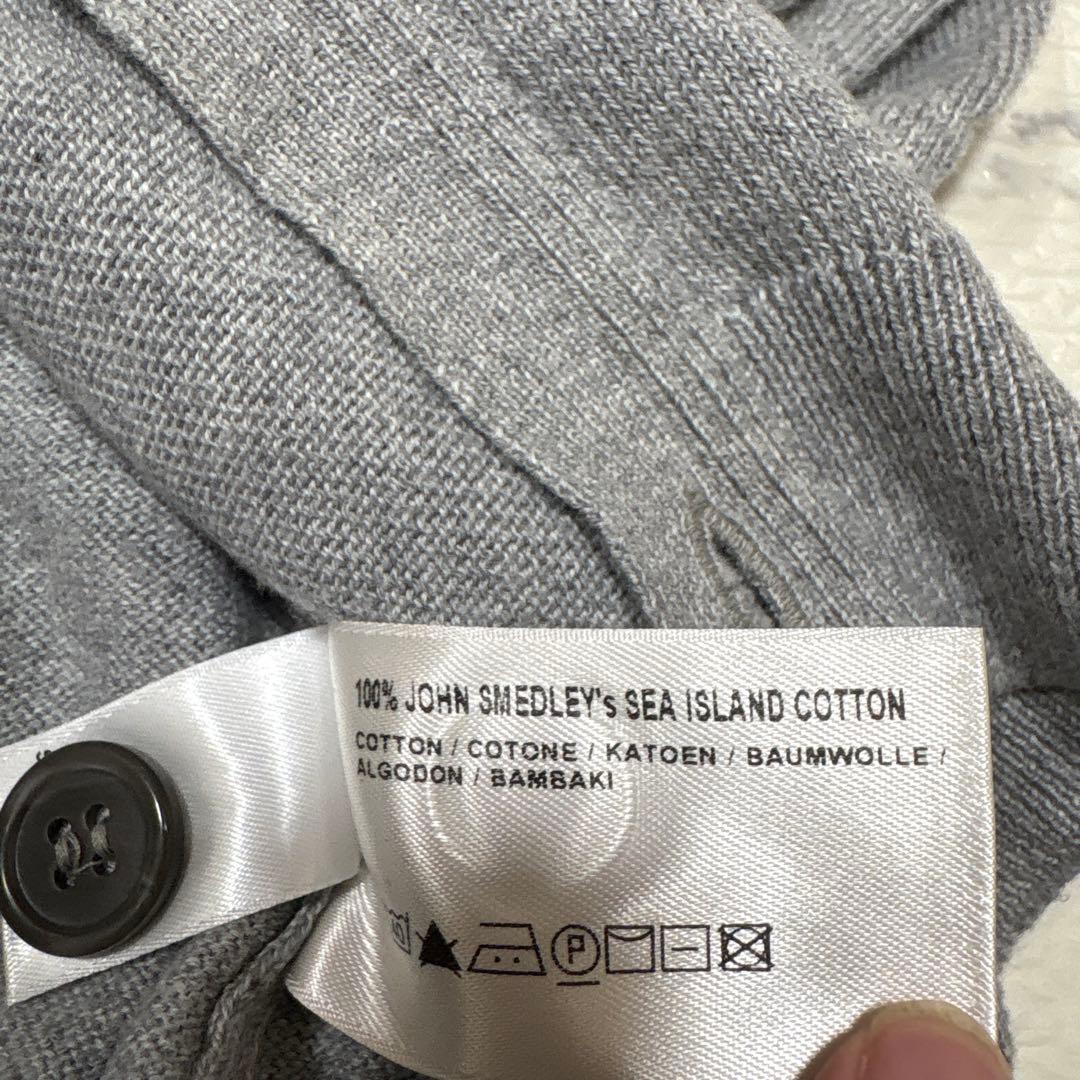 100% JOHN SMEDLEY's SEA ISLAND COTTON
COTTON / COTONE / KATOEN / BAUMWOLLE /
ALGODON / BAMBAKI
P